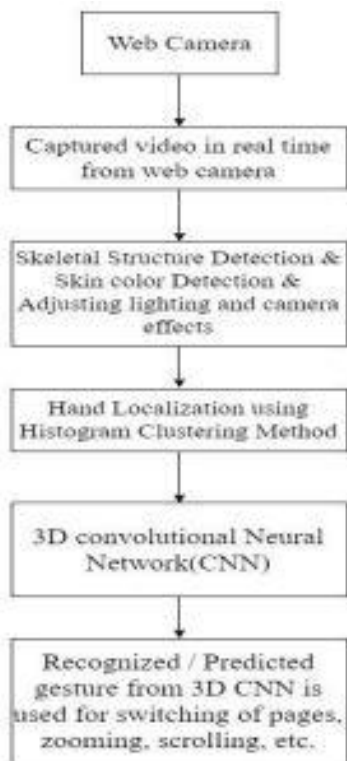 Web Camera
Captured video in real time
from web camera
Skeletal Structure Detection &
Skin color Detection &
Adjusting lighting and camera
effects
Hand Localization using
Histogram Clustering Method
3D convolutional Neural
Network(CNN)
Recognized / Predicted
gesture from 3D CNN is
used for switching of pages,
zooming, scrolling, etc.